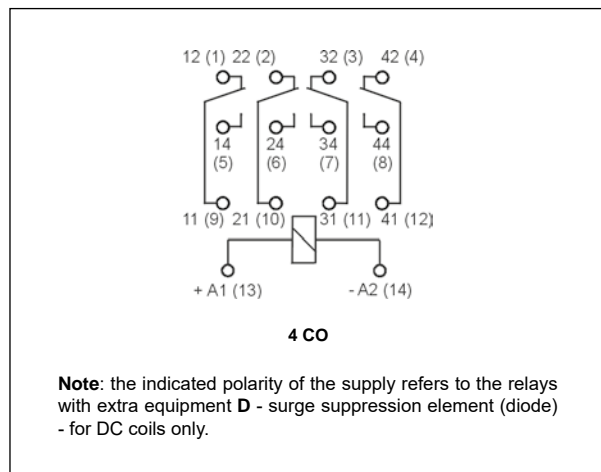 12 (1) 22 (2) 32 (3) 42 (4)
14 24 34 44
(5) (6) (7) (8)
11 (9) 21 (10) 31 (11) 41 (12)
+ A1 (13) - A2 (14)
4 CO
Note: the indicated polarity of the supply refers to the relays
with extra equipment D - surge suppression element (diode)
- for DC coils only.